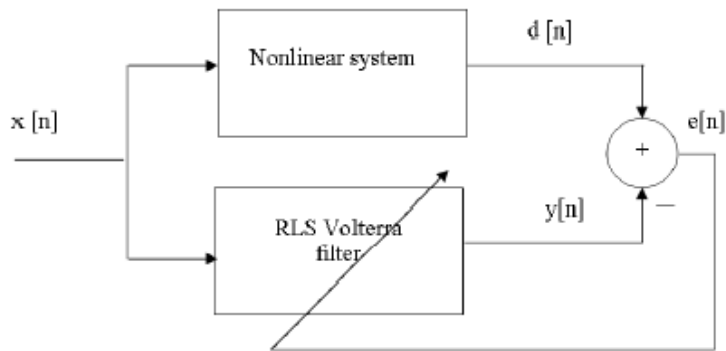 d [n]
Nonlinear system
x [n]
e[n]
+
RLS Volterra
filter
y[n]
—